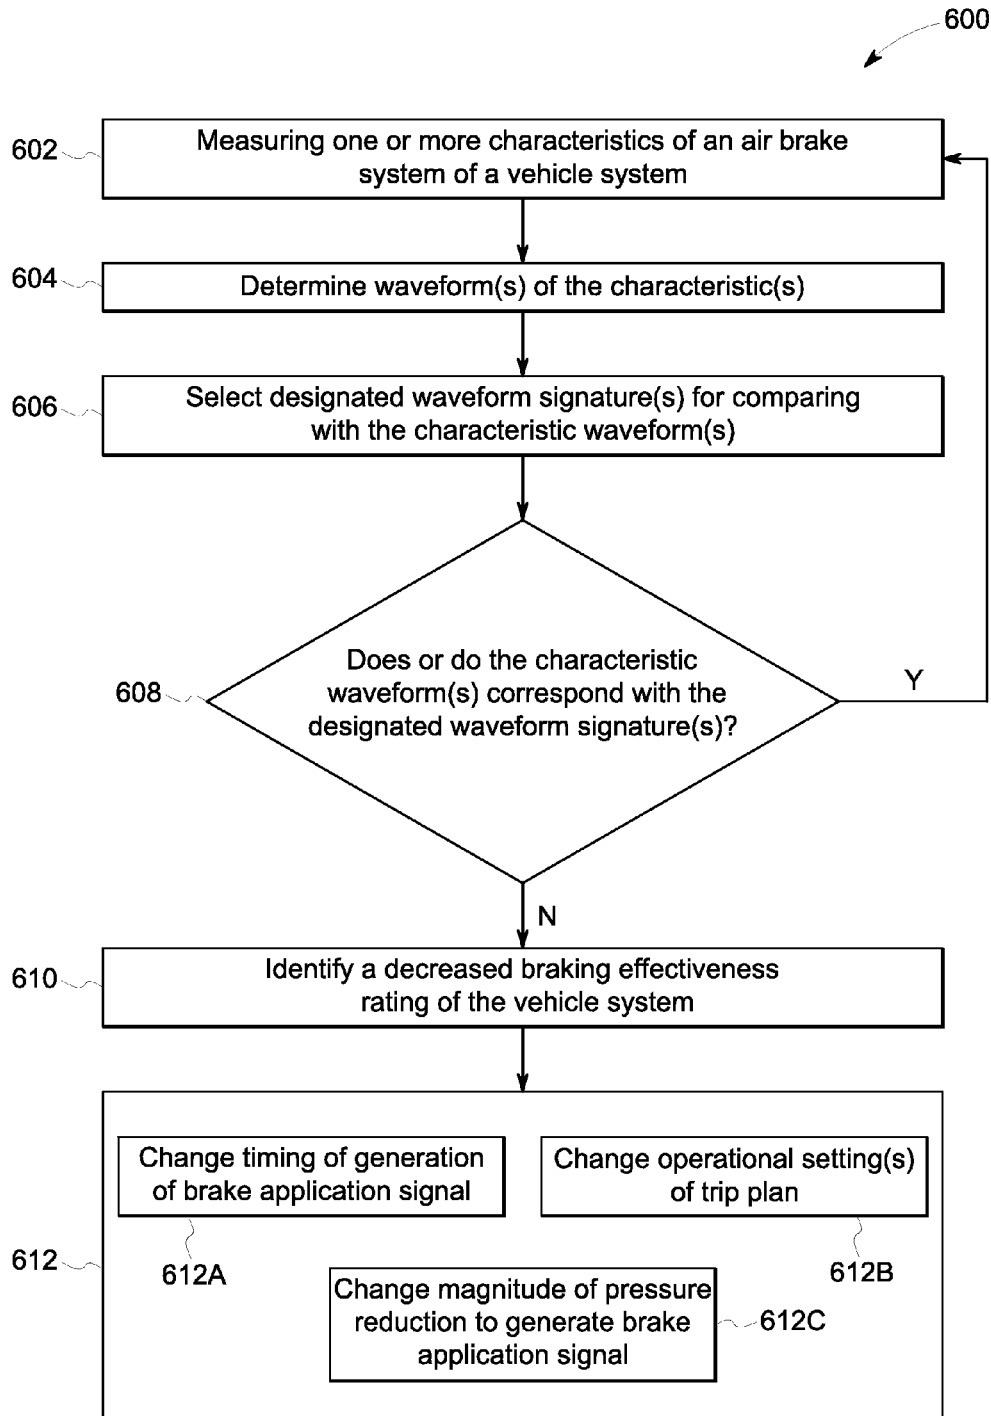 600
602
Measuring one or more characteristics of an air brake
system of a vehicle system
604
Determine waveform(s) of the characteristic(s)
606
Select designated waveform signature(s) for comparing
with the characteristic waveform(s)
608
Does or do the characteristic
waveform(s) correspond with the
designated waveform signature(s)?
Y
N
610
Identify a decreased braking effectiveness
rating of the vehicle system
612
Change timing of generation
of brake application signal
612A
Change operational setting(s)
of trip plan
612B
Change magnitude of pressure
reduction to generate brake
application signal
612C